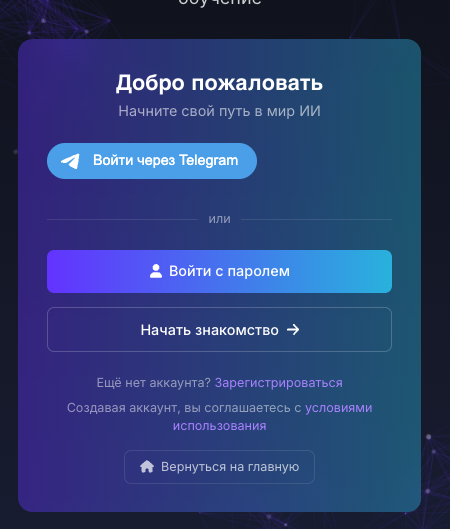 обучение
Добро пожаловать
Начните свой путь в мир ИИ
Войти через Telegram
или
Войти с паролем
Начать знакомство →
Ещё нет аккаунта? Зарегистрироваться
Создавая аккаунт, вы соглашаетесь с условиями
использования
Вернуться на главную